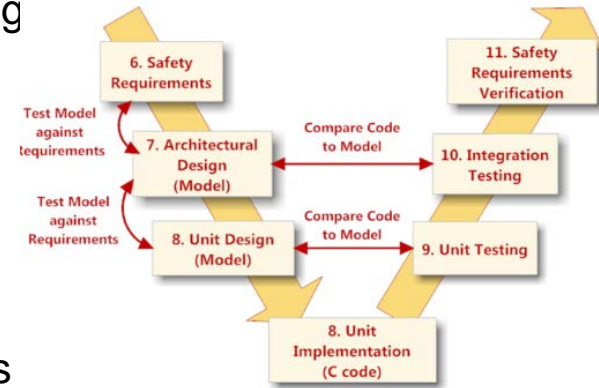 g
6. Safety
Requirements
11. Safety
Requirements
Verification
Test Model
against
Requirements
7. Architectural
Design
(Model)
Compare Code
to Model
10. Integration
Testing
Test Model
against
Requirements
8. Unit Design
(Model)
Compare Code
to Model
9. Unit Testing
8. Unit
Implementation
(C code)
s